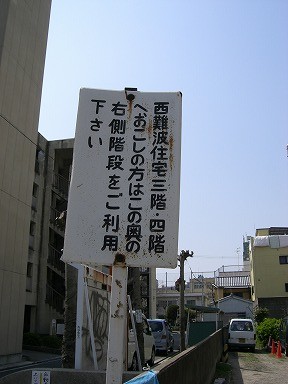 西難波住宅三階・四階
へおこしの方はこの奥の
右側階段をご利用
下さい